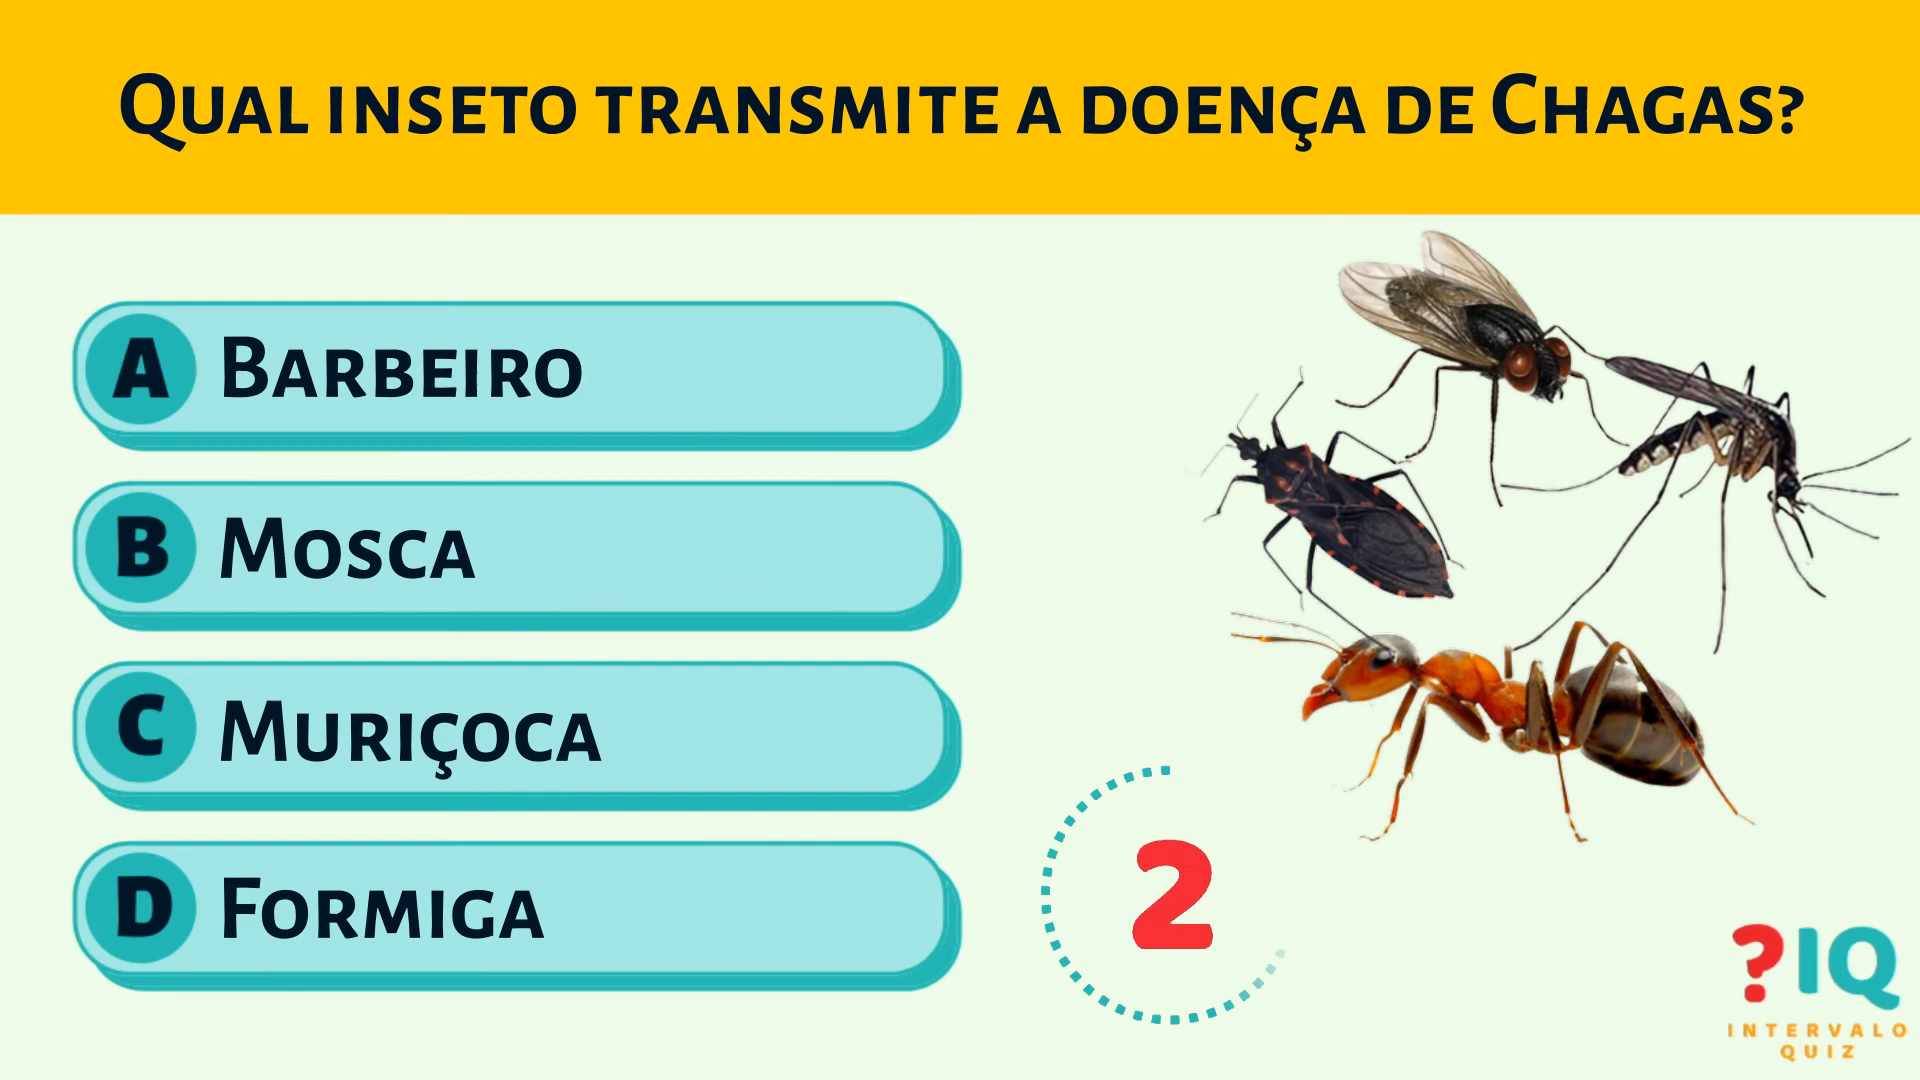 Qual inseto transmite a doença de Chagas?
A Barbeiro
B Mosca
C Muriçoca
D Formiga
2
?IQ
INTERVALO
QUIZ